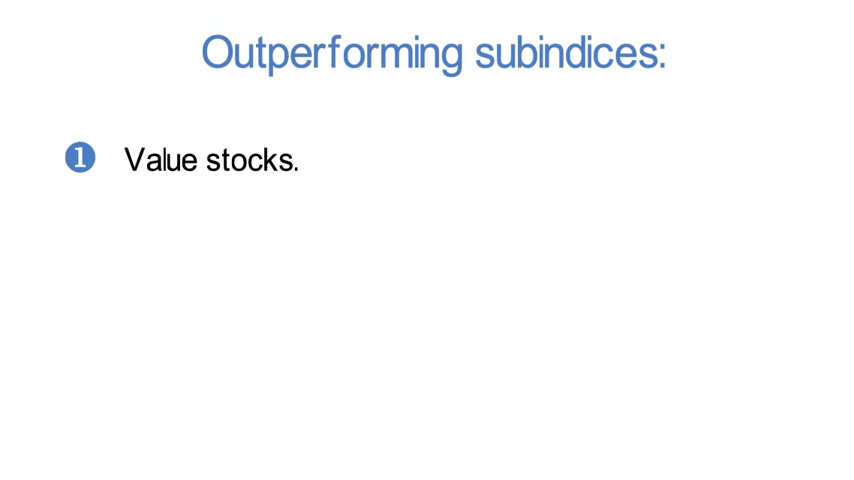 Outperforming subindices:
❶ Value stocks.